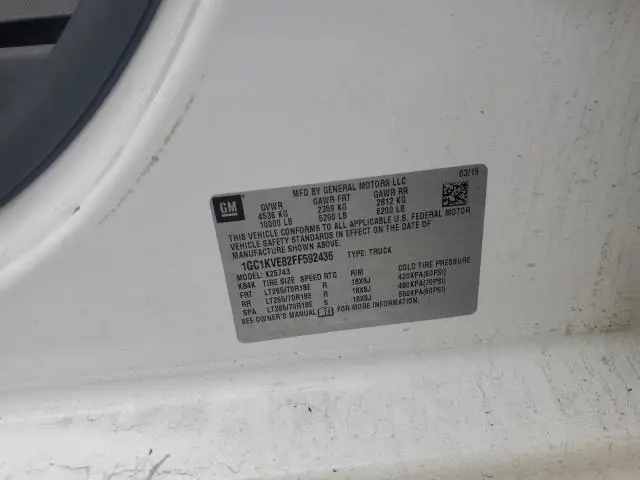 GM
MFD BY GENERAL MOTORS LLC
03/15
GVWR GAWR FRT GAWR RR
4536 KG 2359 KG 2812 KG
10000 LB 5200 LB 6200 LB
THIS VEHICLE CONFORMS TO ALL APPLICABLE U.S. FEDERAL MOTOR
VEHICLE SAFETY STANDARDS IN EFFECT ON THE DATE OF
MANUFACTURE SHOWN ABOVE.
1GC1KVE82FF592436 TYPE: TRUCK
MODEL: K25743
KB4K TIRE SIZE SPEED RTG RIM COLD TIRE PRESSURE
FRT LT265/70R18E R 18X8J 420KPA(60PSI)
RR LT265/70R18E R 18X8J 480KPA(70PSI)
SPA LT265/70R18E S 18X8J 550KPA(80PSI)
SEE OWNER'S MANUAL FOR MORE INFORMATION.